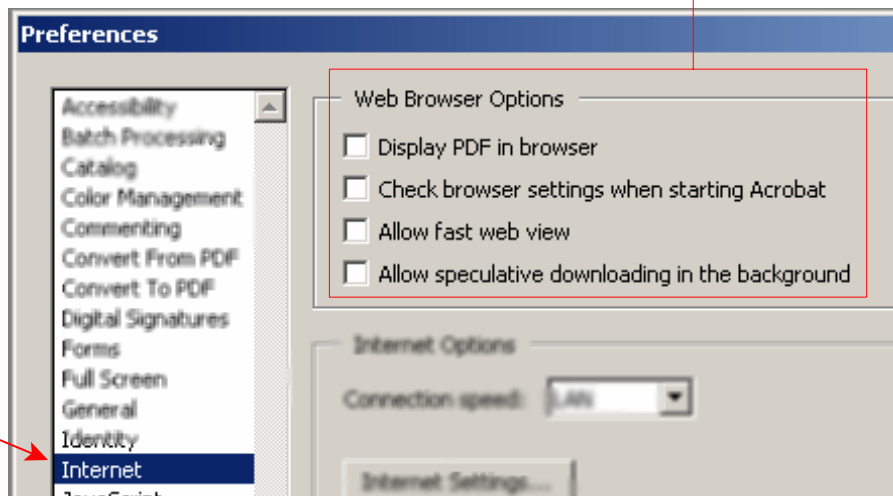 Preferences
Accessibility
Batch Processing
Catalog
Color Management
Commenting
Convert From PDF
Convert To PDF
Digital Signatures
Forms
Full Screen
General
Identity
Internet
JavaScript
Web Browser Options
Display PDF in browser
Check browser settings when starting Acrobat
Allow fast web view
Allow speculative downloading in the background
Internet Options
Connection speed: LAN
Internet Settings...